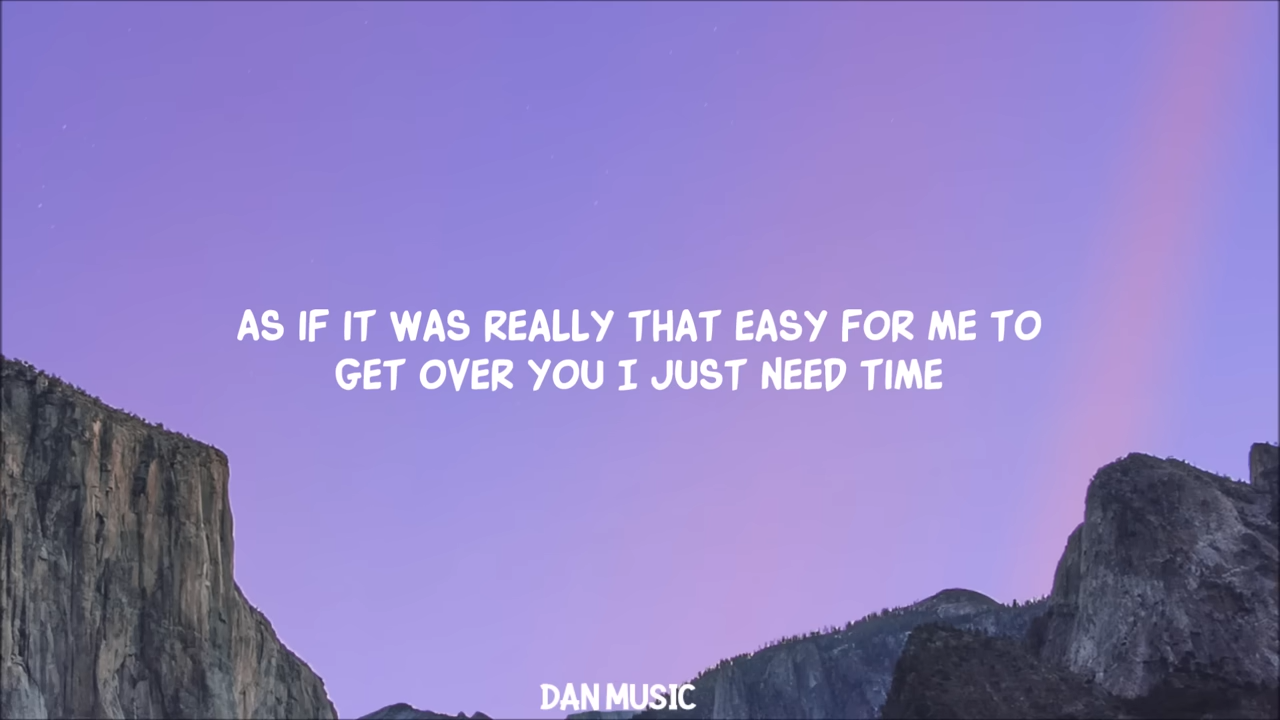 AS IF IT WAS REALLY THAT EASY FOR ME TO
GET OVER YOU I JUST NEED TIME
DAN MUSIC